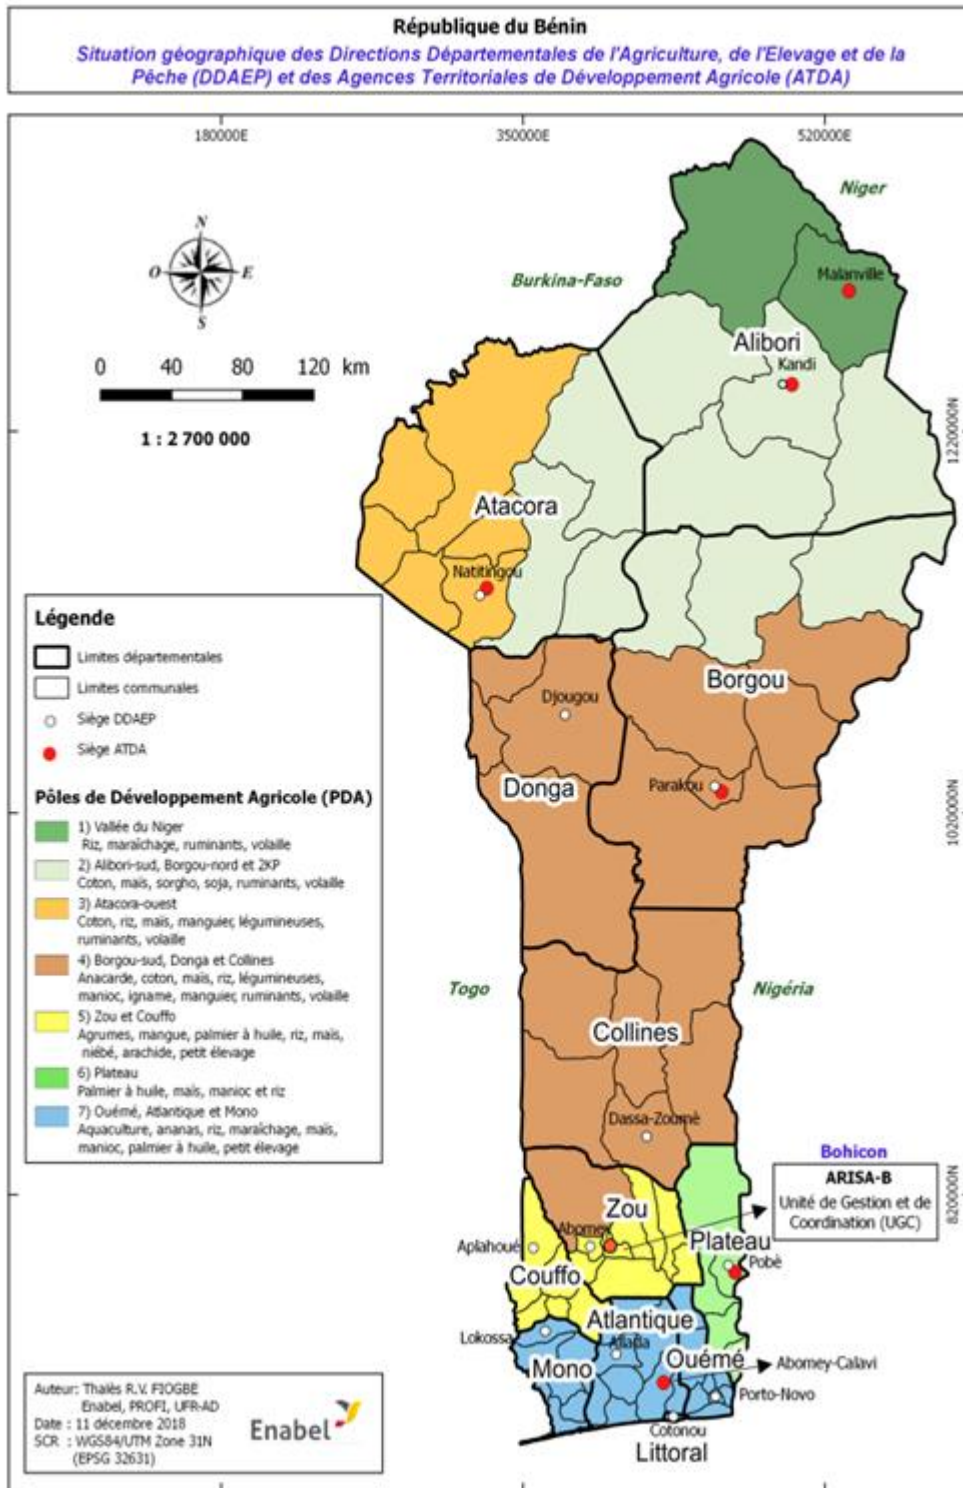 République du Bénin
Situation géographique des Directions Départementales de l'Agriculture, de l'Elevage et de la
Pêche (DDAEP) et des Agences Territoriales de Développement Agricole (ATDA)
180000E
350000E
520000E
Niger
N
O
E
S
Burkina-Faso
Malanville
Alibori
Kandi
0 40 80 120 km
1 : 2 700 000
1220000N
Atacora
Natitingou
Légende
Limites départementales
Limites communales
Siège DDAEP
Siège ATDA
Borgou
Djougou
Donga
Parakou
1020000N
Pôles de Développement Agricole (PDA)
1) Vallée du Niger
Riz, maraîchage, ruminants, volaille
2) Alibori-sud, Borgou-nord et 2KP
Coton, maïs, sorgho, soja, ruminants, volaille
3) Atacora-ouest
Coton, riz, maïs, manguier, légumineuses,
ruminants, volaille
4) Borgou-sud, Donga et Collines
Anacarde, coton, maïs, riz, légumineuses,
manioc, igname, manguier, ruminants, volaille
5) Zou et Couffo
Agrumes, mangue, palmier à huile, riz, maïs,
niébé, arachide, petit élevage
6) Plateau
Palmier à huile, maïs, manioc et riz
7) Ouémé, Atlantique et Mono
Aquaculture, ananas, riz, maraîchage, maïs,
manioc, palmier à huile, petit élevage
Togo
Nigéria
Collines
Dassa-Zoumè
Bohicon
ARISA-B
Unité de Gestion et de
Coordination (UGC)
820000N
Zou
Abomey
Aplahoué
Plateau
Pobè
Couffo
Atlantique
Lokossa
Allada
Ouémé
Abomey-Calavi
Mono
Porto-Novo
Cotonou
Littoral
Auteur: Thalès R.V. FIOGBE
Enabel, PROFI, UFR-AD
Date : 11 décembre 2018
SCR : WGS84/UTM Zone 31N
(EPSG 32631)
Enabel